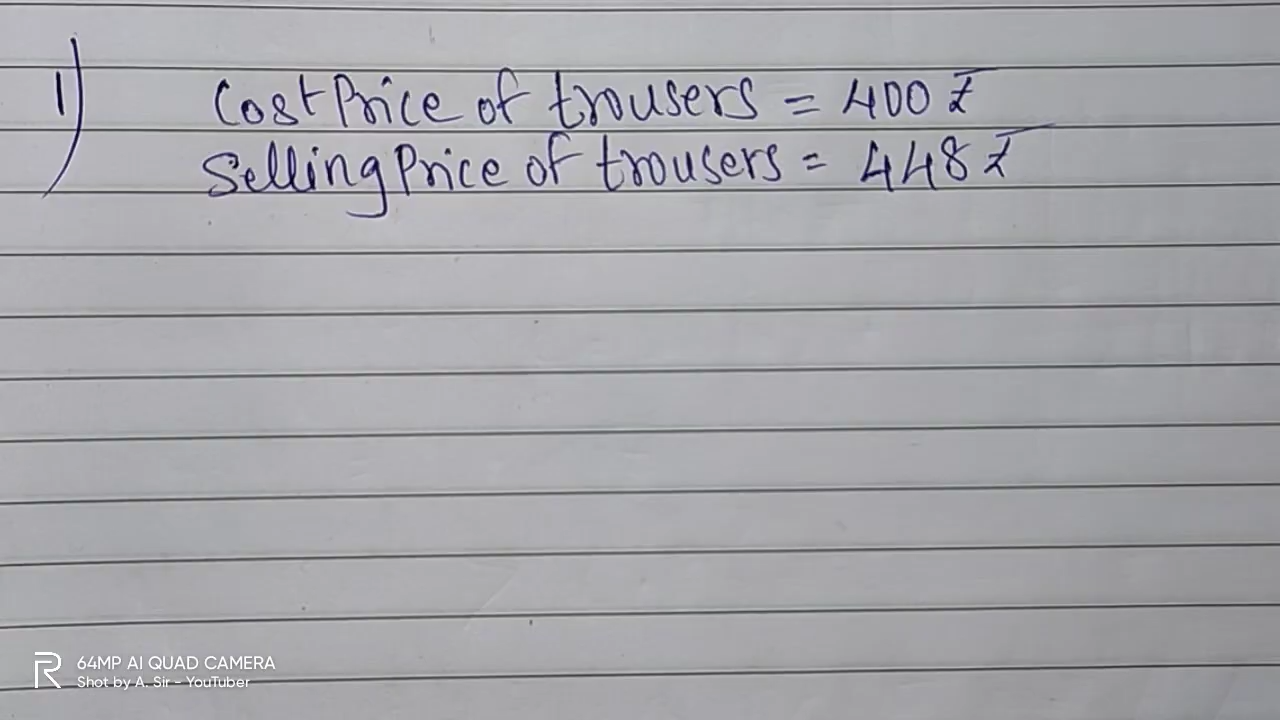 1) Cost Price of trousers = 400 ₹
Selling Price of trousers = 448 ₹
64MP AI QUAD CAMERA
Shot by A. Sir - YouTuber